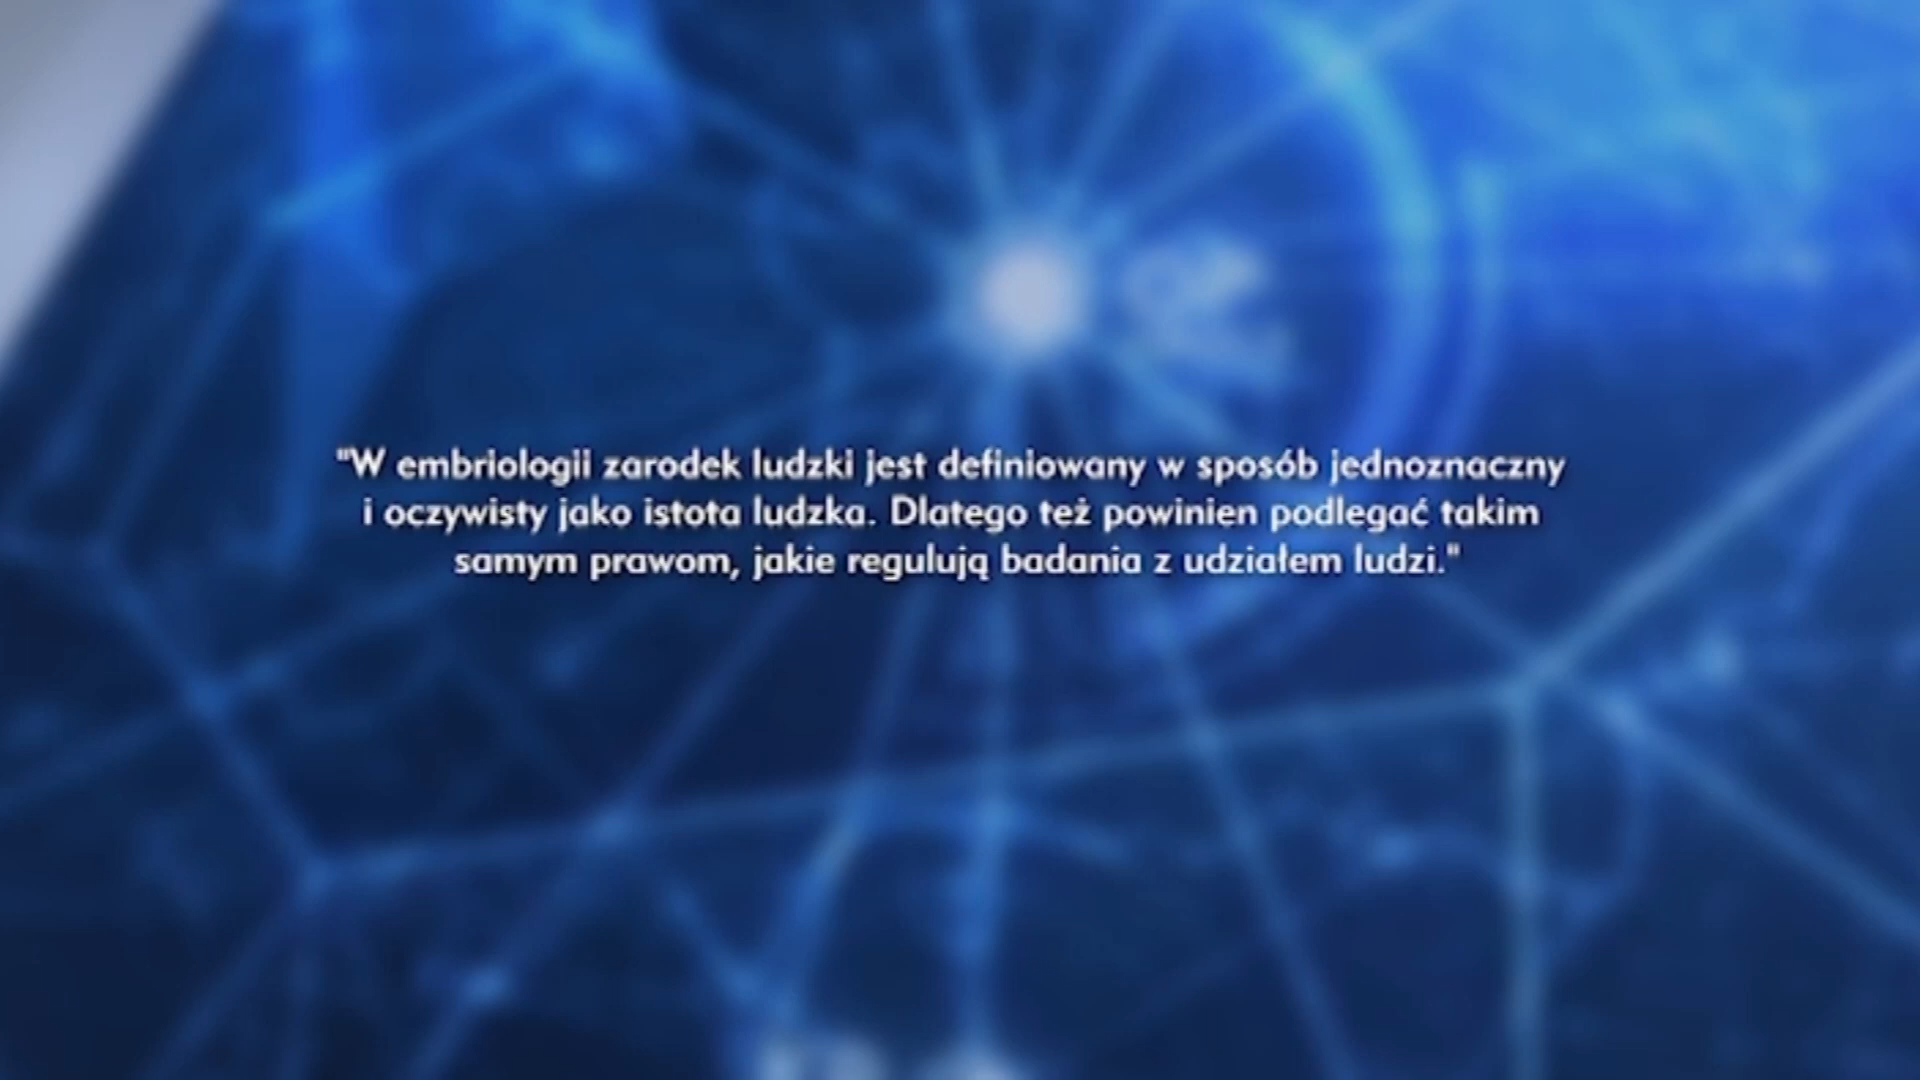 "W embriologii zarodek ludzki jest definiowany w sposób jednoznaczny
i oczywisty jako istota ludzka. Dlatego też powinien podlegać takim
samym prawom, jakie regulują badania z udziałem ludzi."